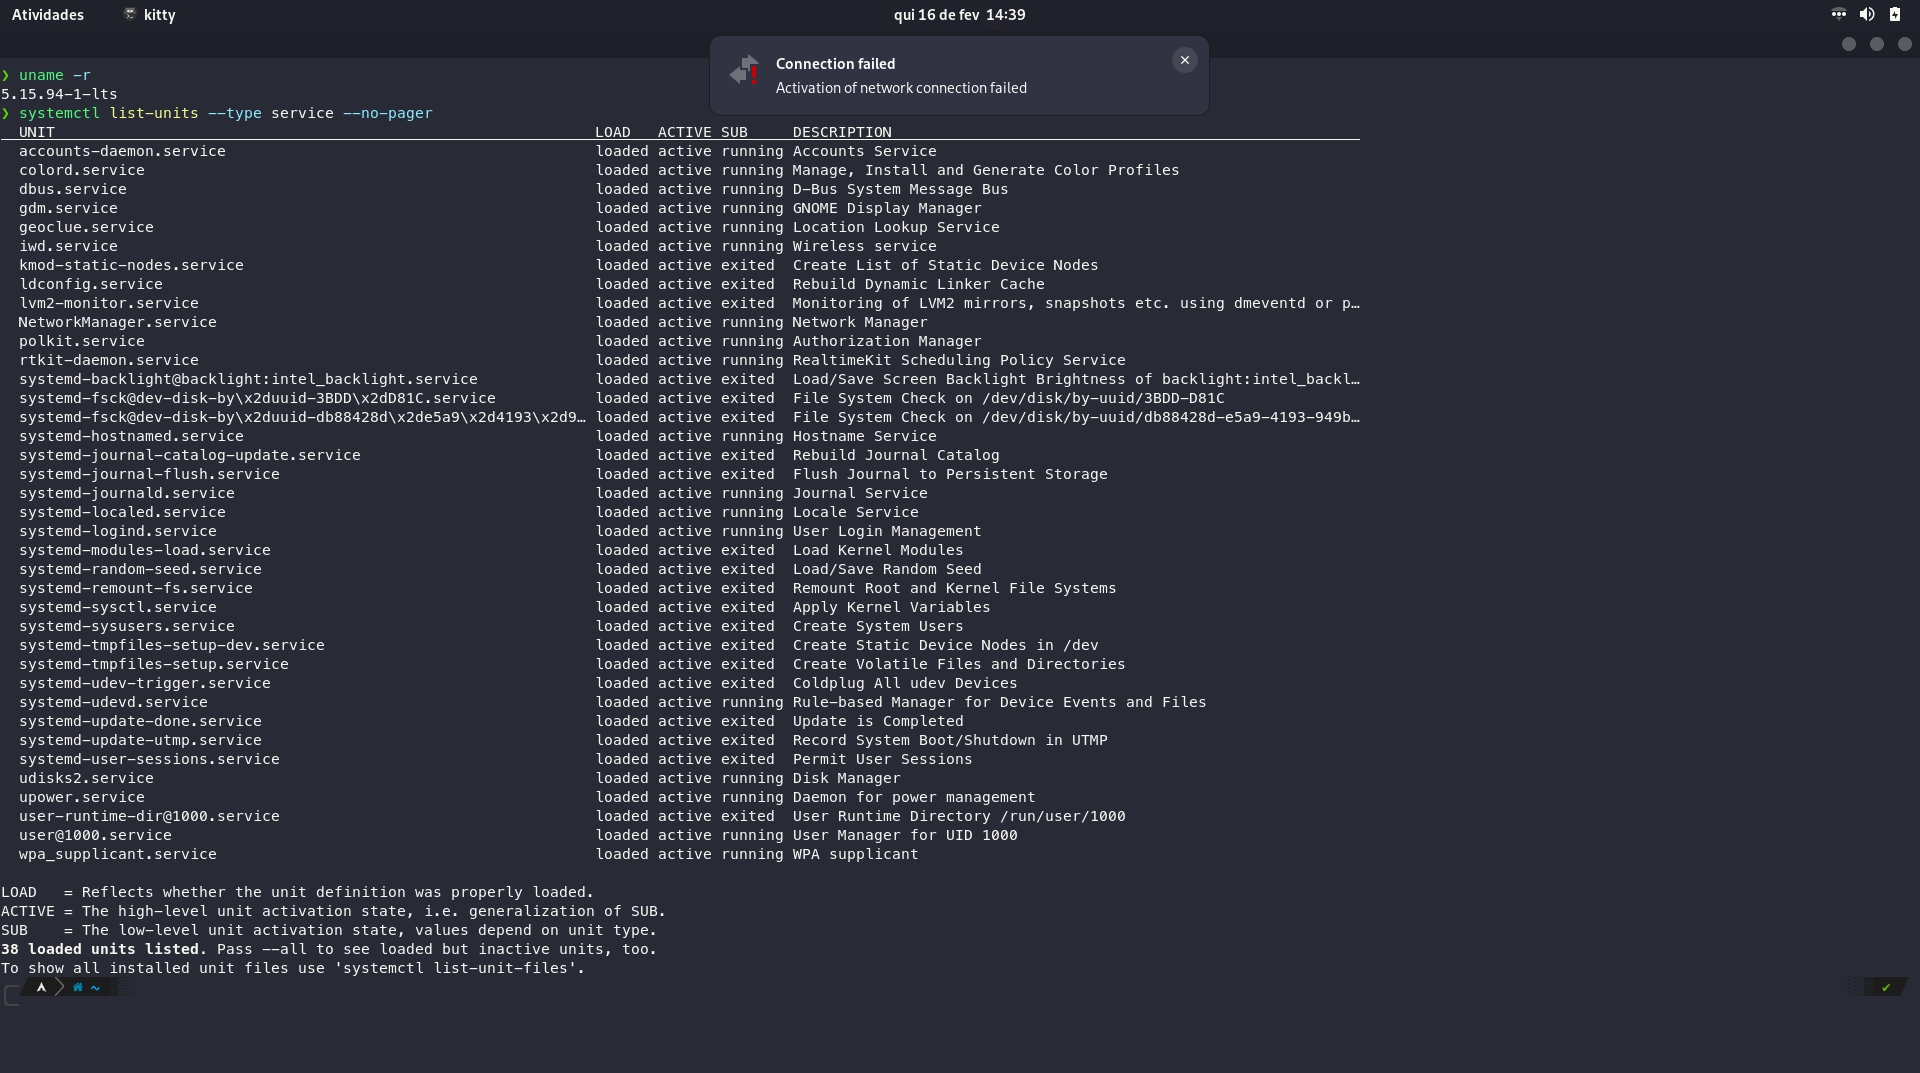 Atividades kitty qui 16 de fev 14:39
Connection failed
Activation of network connection failed
❯ uname -r
5.15.94-1-lts
❯ systemctl list-units --type service --no-pager
UNIT LOAD ACTIVE SUB DESCRIPTION
accounts-daemon.service loaded active running Accounts Service
colord.service loaded active running Manage, Install and Generate Color Profiles
dbus.service loaded active running D-Bus System Message Bus
gdm.service loaded active running GNOME Display Manager
geoclue.service loaded active running Location Lookup Service
iwd.service loaded active running Wireless service
kmod-static-nodes.service loaded active exited Create List of Static Device Nodes
ldconfig.service loaded active exited Rebuild Dynamic Linker Cache
lvm2-monitor.service loaded active exited Monitoring of LVM2 mirrors, snapshots etc. using dmeventd or p…
NetworkManager.service loaded active running Network Manager
polkit.service loaded active running Authorization Manager
rtkit-daemon.service loaded active running RealtimeKit Scheduling Policy Service
systemd-backlight@backlight:intel_backlight.service loaded active exited Load/Save Screen Backlight Brightness of backlight:intel_backl…
systemd-fsck@dev-disk-by\x2duuid-3BDD\x2dD81C.service loaded active exited File System Check on /dev/disk/by-uuid/3BDD-D81C
systemd-fsck@dev-disk-by\x2duuid-db88428d\x2de5a9\x2d4193\x2d9… loaded active exited File System Check on /dev/disk/by-uuid/db88428d-e5a9-4193-949b…
systemd-hostnamed.service loaded active running Hostname Service
systemd-journal-catalog-update.service loaded active exited Rebuild Journal Catalog
systemd-journal-flush.service loaded active exited Flush Journal to Persistent Storage
systemd-journald.service loaded active running Journal Service
systemd-localed.service loaded active running Locale Service
systemd-logind.service loaded active running User Login Management
systemd-modules-load.service loaded active exited Load Kernel Modules
systemd-random-seed.service loaded active exited Load/Save Random Seed
systemd-remount-fs.service loaded active exited Remount Root and Kernel File Systems
systemd-sysctl.service loaded active exited Apply Kernel Variables
systemd-sysusers.service loaded active exited Create System Users
systemd-tmpfiles-setup-dev.service loaded active exited Create Static Device Nodes in /dev
systemd-tmpfiles-setup.service loaded active exited Create Volatile Files and Directories
systemd-udev-trigger.service loaded active exited Coldplug All udev Devices
systemd-udevd.service loaded active running Rule-based Manager for Device Events and Files
systemd-update-done.service loaded active exited Update is Completed
systemd-update-utmp.service loaded active exited Record System Boot/Shutdown in UTMP
systemd-user-sessions.service loaded active exited Permit User Sessions
udisks2.service loaded active running Disk Manager
upower.service loaded active running Daemon for power management
user-runtime-dir@1000.service loaded active exited User Runtime Directory /run/user/1000
user@1000.service loaded active running User Manager for UID 1000
wpa_supplicant.service loaded active running WPA supplicant
LOAD = Reflects whether the unit definition was properly loaded.
ACTIVE = The high-level unit activation state, i.e. generalization of SUB.
SUB = The low-level unit activation state, values depend on unit type.
38 loaded units listed. Pass --all to see loaded but inactive units, too.
To show all installed unit files use 'systemctl list-unit-files'.
~ ✔